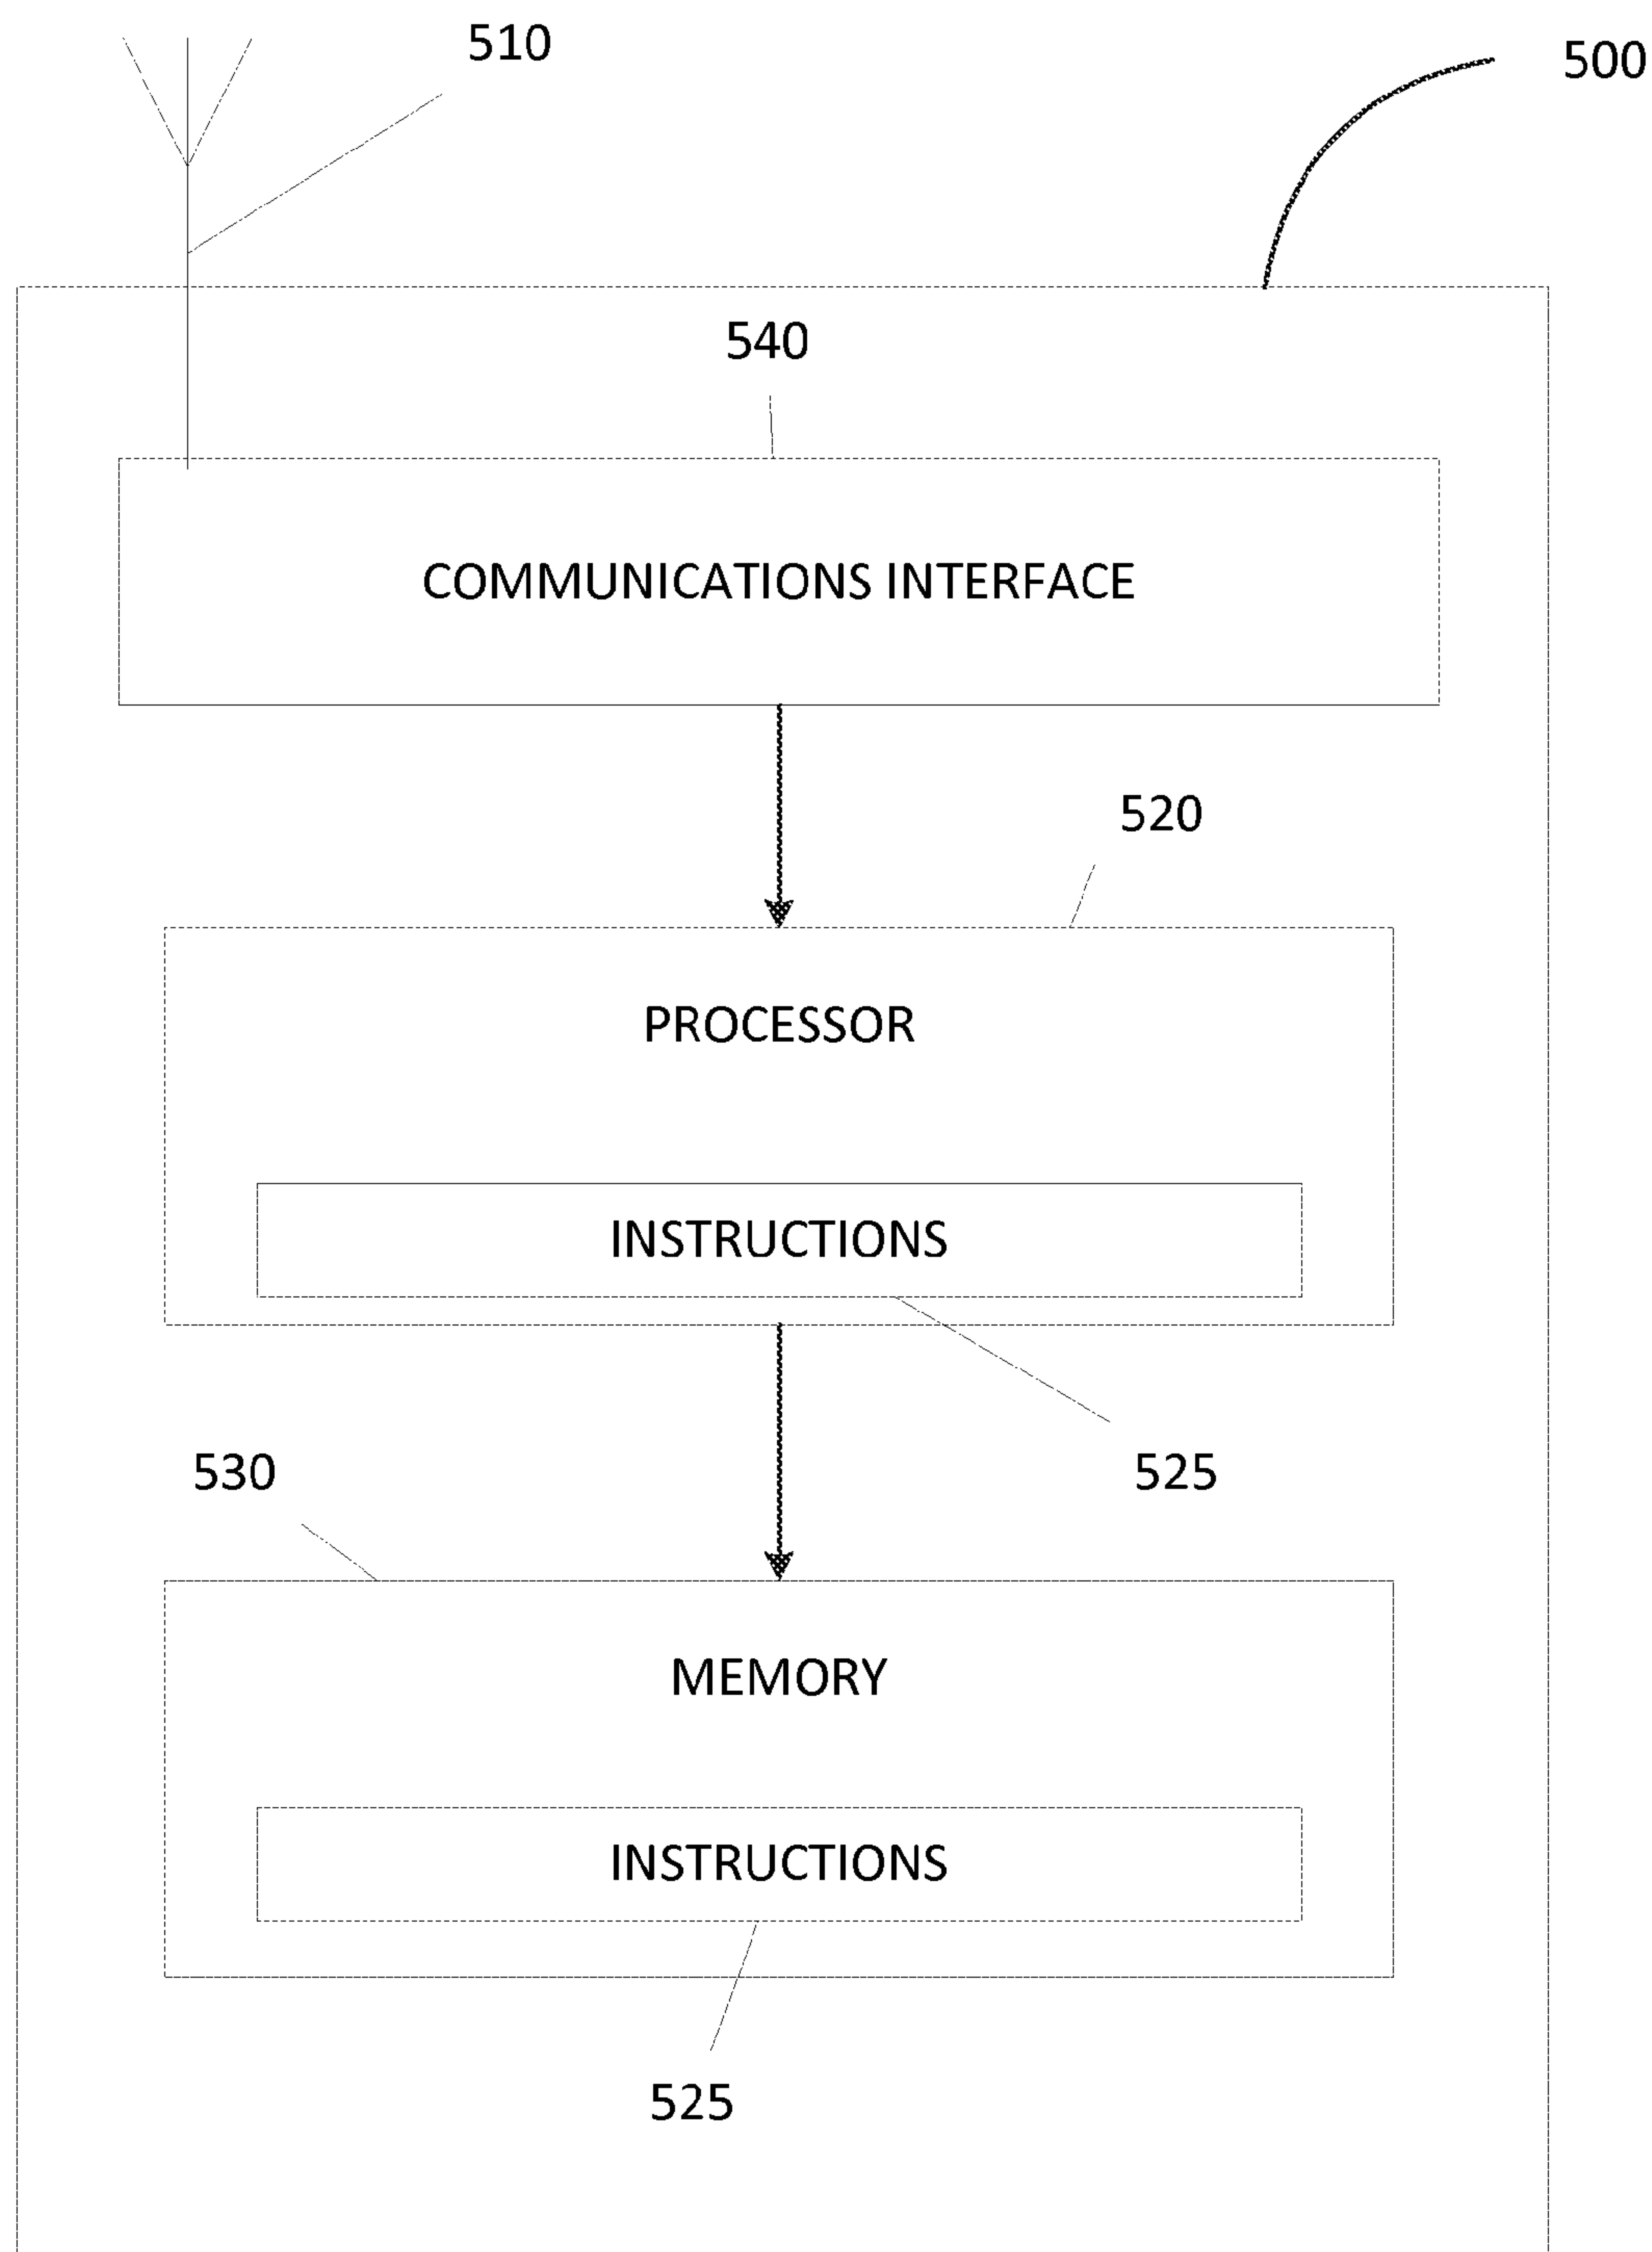 510
500
540
COMMUNICATIONS INTERFACE
520
PROCESSOR
INSTRUCTIONS
530
525
MEMORY
INSTRUCTIONS
525